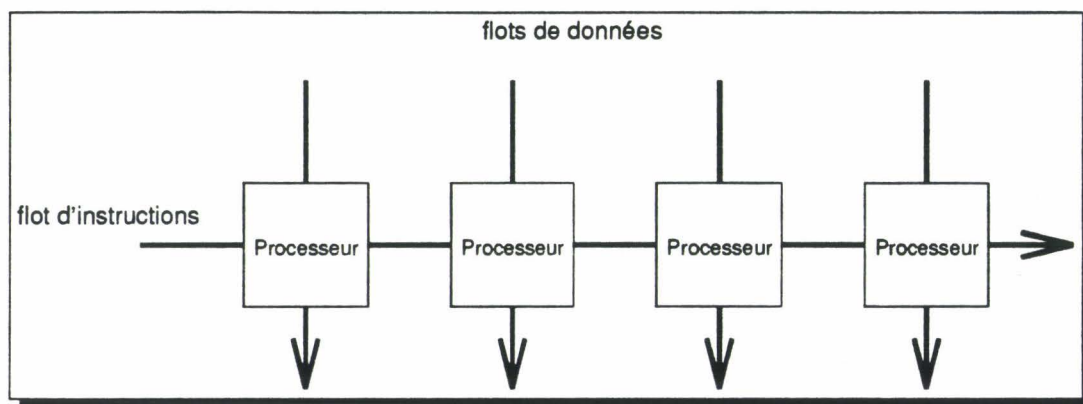 flots de données
flot d'instructions
Processeur
Processeur
Processeur
Processeur